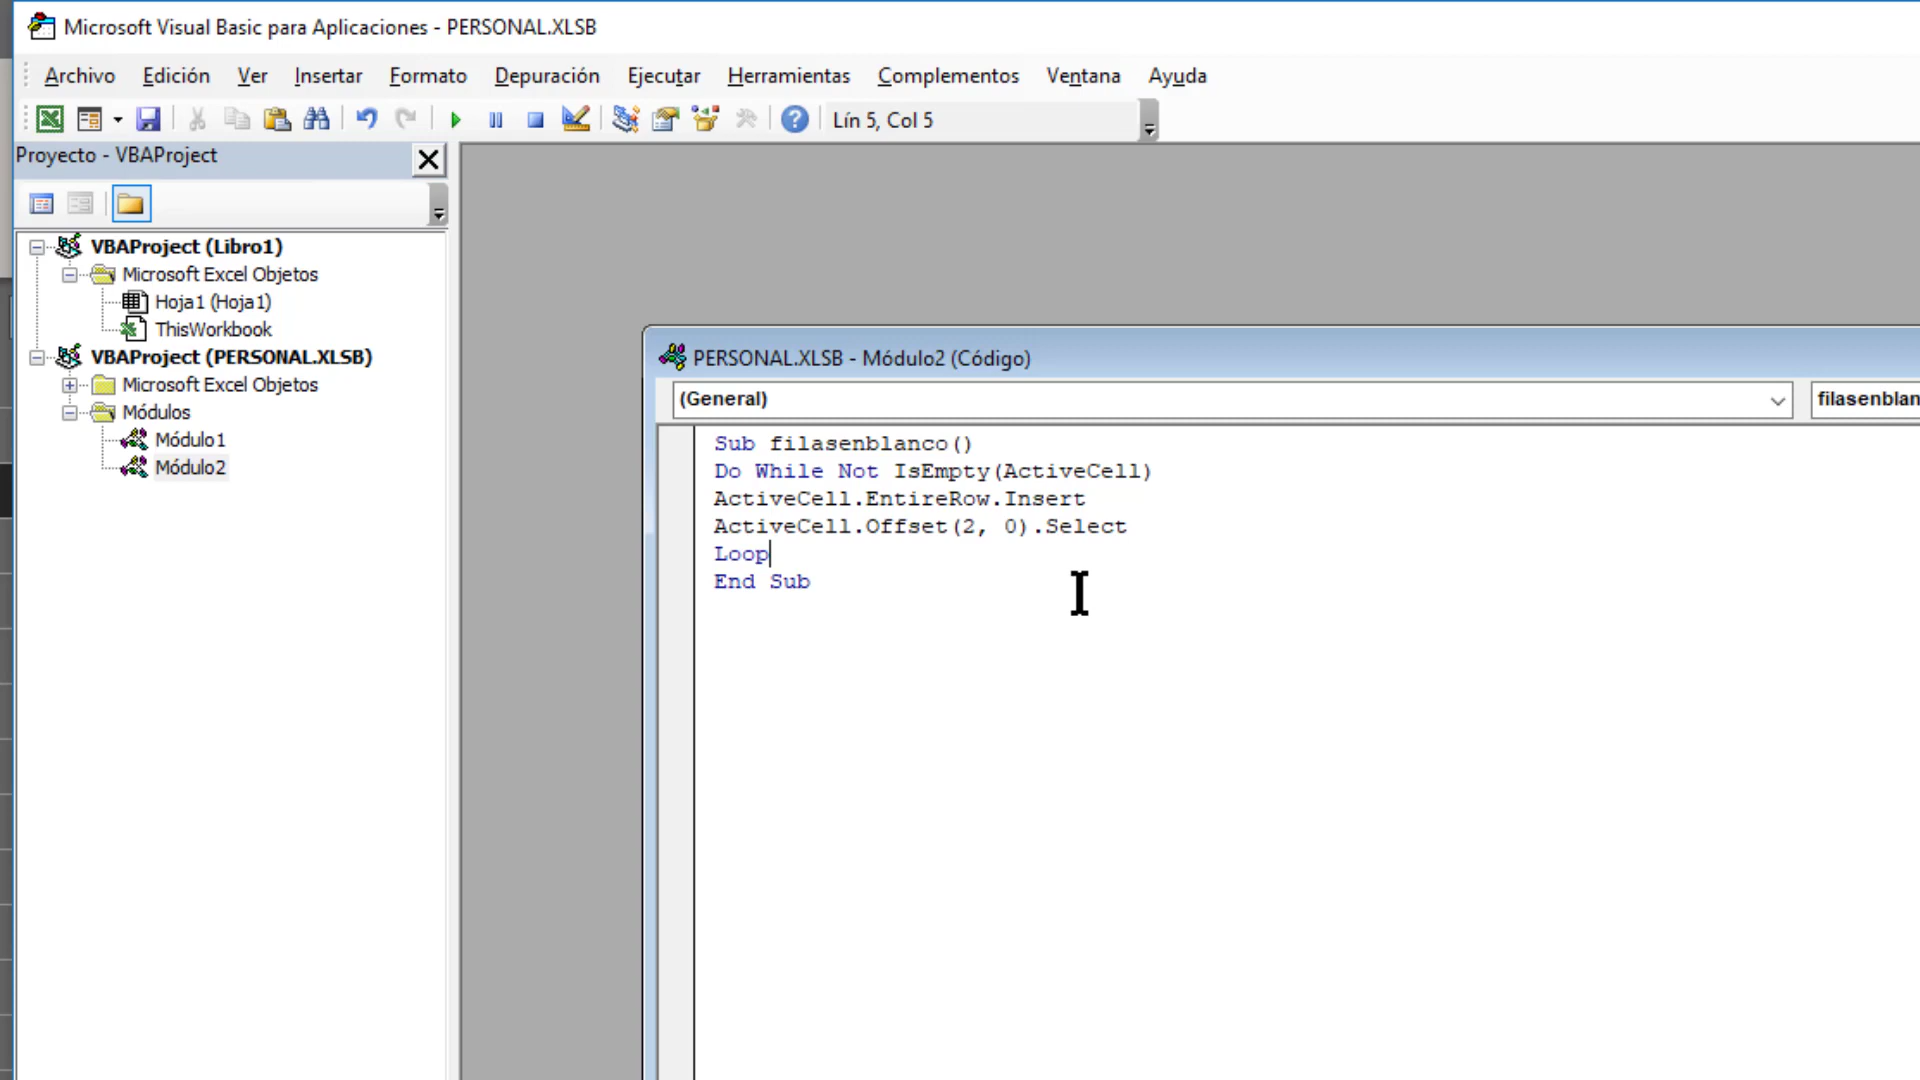 Microsoft Visual Basic para Aplicaciones - PERSONAL.XLSB
Archivo Edición Ver Insertar Formato Depuración Ejecutar Herramientas Complementos Ventana Ayuda
Lín 5, Col 5
Proyecto - VBAProject
VBAProject (Libro1)
Microsoft Excel Objetos
Hoja1 (Hoja1)
ThisWorkbook
VBAProject (PERSONAL.XLSB)
Microsoft Excel Objetos
Módulos
Módulo1
Módulo2
PERSONAL.XLSB - Módulo2 (Código)
(General) filasenblan
Sub filasenblanco()
Do While Not IsEmpty(ActiveCell)
ActiveCell.EntireRow.Insert
ActiveCell.Offset(2, 0).Select
Loop
End Sub